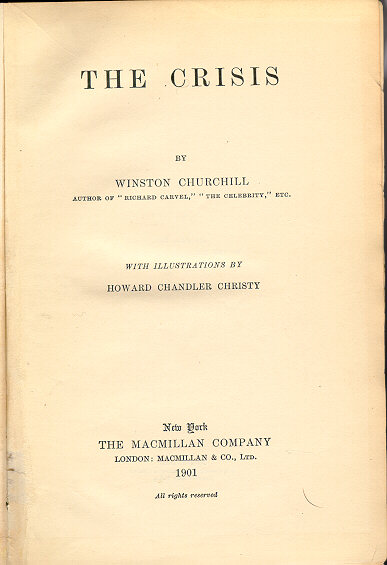 THE CRISIS
BY
WINSTON CHURCHILL
AUTHOR OF "RICHARD CARVEL," "THE CELEBRITY," ETC.
WITH ILLUSTRATIONS BY
HOWARD CHANDLER CHRISTY
New York
THE MACMILLAN COMPANY
LONDON: MACMILLAN & CO., LTD.
1901
All rights reserved